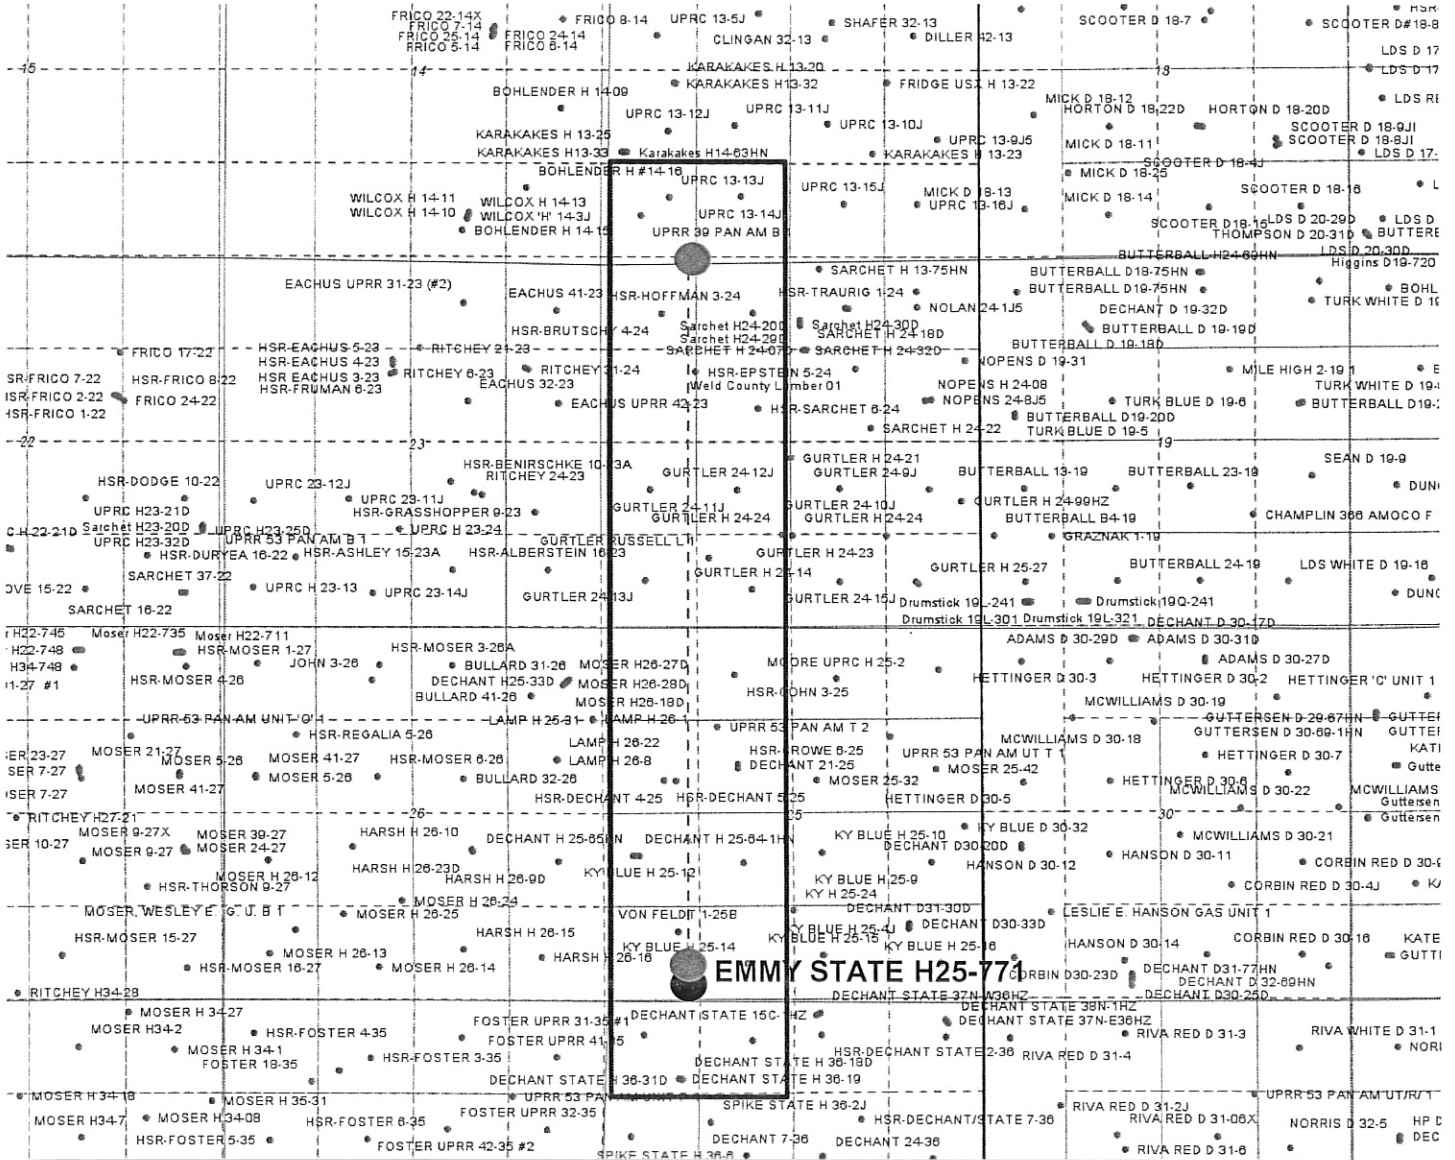 FRICO 22-14X
FRICO 7-14
FRICO 25-14
FRICO 5-14
FRICO 24-14
FRICO 6-14
FRICO 8-14
UPRC 13-5J
CLINGAN 32-13
SHAFER 32-13
DILLER 42-13
SCOOTER D 18-7
HSR-
SCOOTER D#18-8
LDS D 17
LDS D 17
15
14
KARAKAKES H 13-20
KARAKAKES H13-32
FRIDGE USX H 13-22
18
BOHLENDER H 14-09
UPRC 13-12J
UPRC 13-11J
UPRC 13-10J
MICK D 18-12
HORTON D 18-22D
HORTON D 18-20D
LDS RE
KARAKAKES H 13-25
KARAKAKES H13-33
Karakakes H14-63HN
UPRC 13-9J5
KARAKAKES H 13-23
MICK D 18-11
SCOOTER D 18-9JI
SCOOTER D 18-8JI
LDS D 17-
BOHLENDER H #14-16
UPRC 13-13J
UPRC 13-15J
MICK D 18-13
UPRC 13-16J
MICK D 18-25
SCOOTER D 18-4J
SCOOTER D 18-16
WILCOX H 14-11
WILCOX H 14-10
WILCOX H 14-13
WILCOX 'H' 14-3J
BOHLENDER H 14-15
UPRC 13-14J
UPRR 39 PAN AM B 1
MICK D 18-14
SCOOTER D 18-15
LDS D 20-29D
LDS D
THOMPSON D 20-31D
BUTTERE
BUTTERBALL H24-69HN
LDS D 20-30D
Higgins D19-720
SARCHET H 13-75HN
BUTTERBALL D18-75HN
BUTTERBALL D19-75HN
BOHL
TURK WHITE D 19
EACHUS UPRR 31-23 (#2)
EACHUS 41-23
HSR-HOFFMAN 3-24
HSR-TRAURIG 1-24
NOLAN 24-1J5
DECHANT D 19-32D
BUTTERBALL D 19-19D
BUTTERBALL D 19-18D
HSR-BRUTSCHY 4-24
Sarchet H24-20D
Sarchet H24-29D
Sarchet H24-30D
SARCHET H 24-18D
SARCHET H 24-07D
SARCHET H 24-32D
FRICO 17-22
HSR-EACHUS 5-23
HSR-EACHUS 4-23
HSR EACHUS 3-23
HSR-FRUMAN 6-23
RITCHEY 21-23
RITCHEY 6-23
RITCHEY 31-24
EACHUS 32-23
EACHUS UPRR 42-23
HSR-EPSTEIN 5-24
Weld County Lumber 01
HSR-SARCHET 6-24
SARCHET H 24-22
NOPENS D 19-31
NOPENS H 24-08
NOPENS 24-8J5
MILE HIGH 2-19 1
TURK WHITE D 19-
TURK BLUE D 19-6
BUTTERBALL D19-2
BUTTERBALL D19-20D
TURK BLUE D 19-5
SR-FRICO 7-22
HSR-FRICO 8-22
HSR-FRICO 2-22
FRICO 24-22
HSR-FRICO 1-22
22
23
19
HSR-DODGE 10-22
UPRC 23-12J
UPRC 23-11J
HSR-BENIRSCHKE 10-23A
RITCHEY 24-23
HSR-GRASSHOPPER 9-23
GURTLER 24-12J
GURTLER H 24-21
GURTLER 24-9J
BUTTERBALL 13-19
BUTTERBALL 23-19
SEAN D 19-9
DUN
UPRC H23-21D
Sarchet H23-20D
UPRC H23-25D
UPRC H23-32D
C H 22-21D
UPRR 53 PAN AM B 1
UPRC H 23-24
GURTLER 24-11J
GURTLER H 24-24
GURTLER 24-10J
GURTLER H 24-24
GURTLER H 24-99HZ
BUTTERBALL B4-19
CHAMPLIN 366 AMOCO F
HSR-DURYEA 16-22
HSR-ASHLEY 15-23A
HSR-ALBERSTEIN 16-23
GURTLER RUSSELL L 1
GURTLER H 24-23
GRAZNAK 1-19
SARCHET 37-22
UPRC H 23-13
UPRC 23-14J
GURTLER 24-13J
GURTLER H 24-14
GURTLER 24-15J
GURTLER H 25-27
BUTTERBALL 24-19
LDS WHITE D 19-16
OVE 15-22
SARCHET 16-22
Drumstick 19L-241
Drumstick 19Q-241
Drumstick 19L-301
Drumstick 19L-321
DECHANT D 30-17D
H22-745
Moser H22-735
Moser H22-711
H22-748
HSR-MOSER 1-27
H34-748
JOHN 3-26
HSR-MOSER 3-26A
BULLARD 31-26
DECHANT H25-33D
BULLARD 41-26
MOSER H26-27D
MOSER H26-28D
MOSER H26-18D
MOORE UPRC H 25-2
HSR-COHN 3-25
ADAMS D 30-29D
ADAMS D 30-31D
ADAMS D 30-27D
HETTINGER D 30-3
HETTINGER D 30-2
HETTINGER 'C' UNIT 1
HSR-MOSER 4-26
MCWILLIAMS D 30-19
UPRR 53 PAN AM UNIT 'O' 1
HSR-REGALIA 5-26
LAMP H 25-31
LAMP H 26-1
UPRR 53 PAN AM T 2
MCWILLIAMS D 30-18
GUTTERSEN D 29-67HN
GUTTERSEN D 30-69-1HN
ER 23-27
MOSER 21-27
MOSER 5-26
MOSER 41-27
HSR-MOSER 6-26
LAMP H 26-22
LAMP H 26-8
HSR-CROWE 6-25
DECHANT 21-25
UPRR 53 PAN AM UT T 1
MOSER 25-42
HETTINGER D 30-7
SER 7-27
MOSER 5-26
MOSER 41-27
BULLARD 32-26
MOSER 25-32
HETTINGER D 30-6
MCWILLIAMS D 30-22
MCWILLIAMS
Guttersen
HSR-DECHANT 4-25
HSR-DECHANT 5-25
HETTINGER D 30-5
RITCHEY H27-21
26
25
30
Guttersen
MOSER 9-27X
MOSER 9-27
MOSER 39-27
MOSER 24-27
HARSH H 26-10
DECHANT H 25-65HN
DECHANT H 25-64-1HN
KY BLUE H 25-10
DECHANT D30-20D
KY BLUE D 30-32
MCWILLIAMS D 30-21
HARSH H 26-23D
HARSH H 26-9D
KY BLUE H 25-12
KY BLUE H 25-9
KY H 25-24
HANSON D 30-12
HANSON D 30-11
CORBIN RED D 30-9
MOSER H 26-12
HSR-THORSON 9-27
MOSER H 26-24
CORBIN RED D 30-4J
MOSER, WESLEY E., G. U. B 1
MOSER H 26-25
VON FELDT 1-25B
DECHANT D31-30D
DECHANT D30-33D
LESLIE E. HANSON GAS UNIT 1
HSR-MOSER 15-27
HARSH H 26-15
KY BLUE H 25-14
KY BLUE H 25-4J
KY BLUE H 25-15
KY BLUE H 25-16
HANSON D 30-14
CORBIN RED D 30-16
KATE
MOSER H 26-13
HSR-MOSER 16-27
MOSER H 26-14
HARSH H 26-16
EMMY STATE H25-771
CORBIN D30-23D
DECHANT D31-77HN
DECHANT D 32-69HN
DECHANT D30-25D
RITCHEY H34-28
DECHANT STATE 37N-W36HZ
MOSER H 34-27
MOSER H34-2
HSR-FOSTER 4-35
FOSTER UPRR 31-35 #1
DECHANT STATE 15C-1HZ
DECHANT STATE 38N-1HZ
DECHANT STATE 37N-E36HZ
RIVA RED D 31-3
RIVA WHITE D 31-1
MOSER H 34-1
FOSTER 18-35
HSR-FOSTER 3-35
DECHANT STATE H 36-18D
HSR-DECHANT STATE 2-36
RIVA RED D 31-4
DECHANT STATE H 36-31D
DECHANT STATE H 36-19
MOSER H 34-18
MOSER H 35-31
SPIKE STATE H 36-2J
RIVA RED D 31-2J
UPRR 53 PAN AM UT/R/ 1
MOSER H34-7
MOSER H 34-08
HSR-FOSTER 6-35
FOSTER UPRR 32-35
HSR-DECHANT/STATE 7-36
RIVA RED D 31-06X
NORRIS D 32-5
HSR-FOSTER 5-35
FOSTER UPRR 42-35 #2
DECHANT 7-36
DECHANT 24-36
SPIKE STATE H 36-6
RIVA RED D 31-6